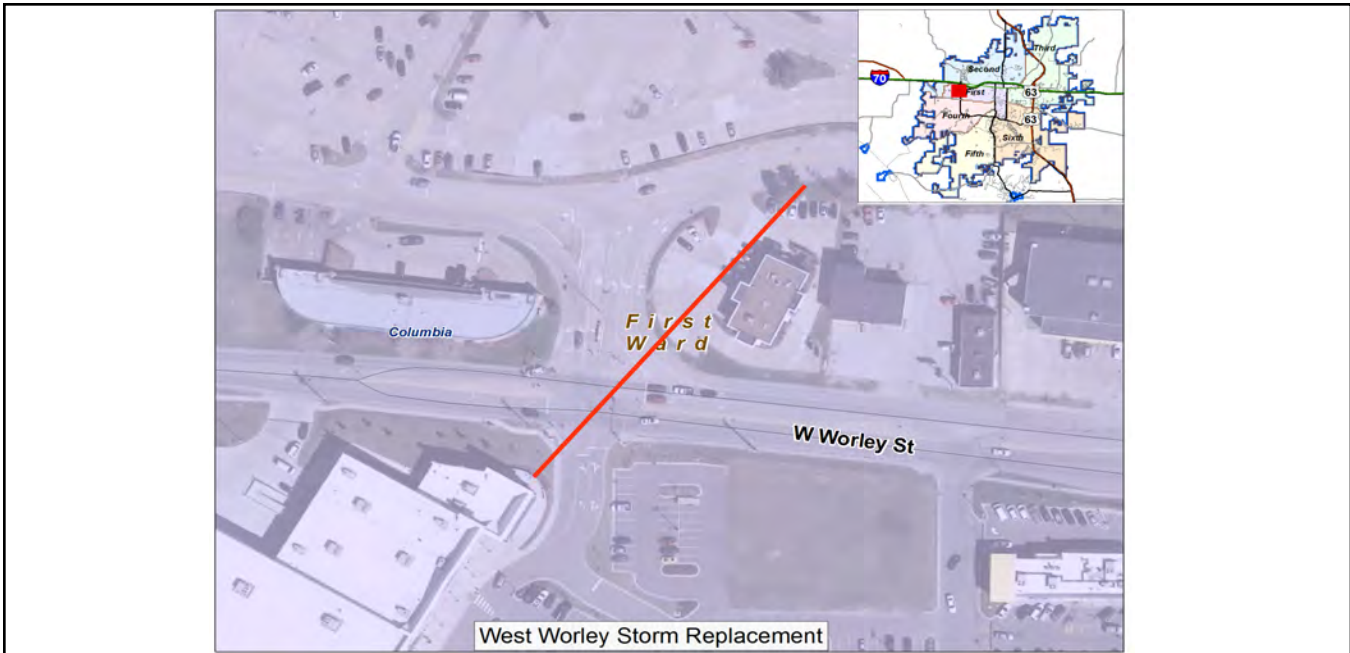 Third
Second
70
First
63
Fourth
63
Sixth
Fifth
First
Ward
Columbia
W Worley St
West Worley Storm Replacement